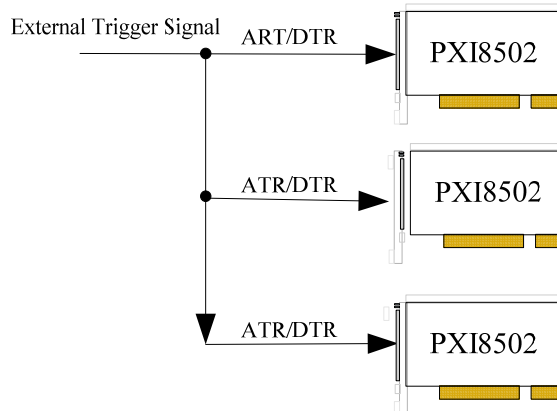 External Trigger Signal
ART/DTR
PXI8502
ATR/DTR
PXI8502
ATR/DTR
PXI8502